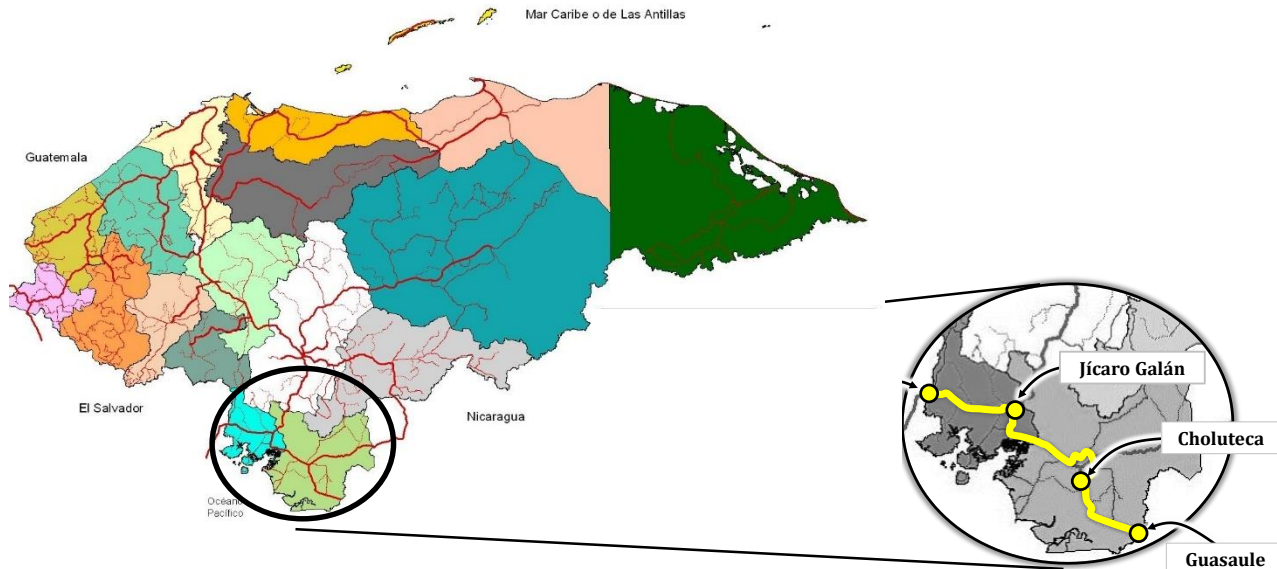 Mar Caribe o de Las Antillas
Guatemala
El Salvador
Nicaragua
Océano
Pacífico
Jícaro Galán
Choluteca
Guasaule